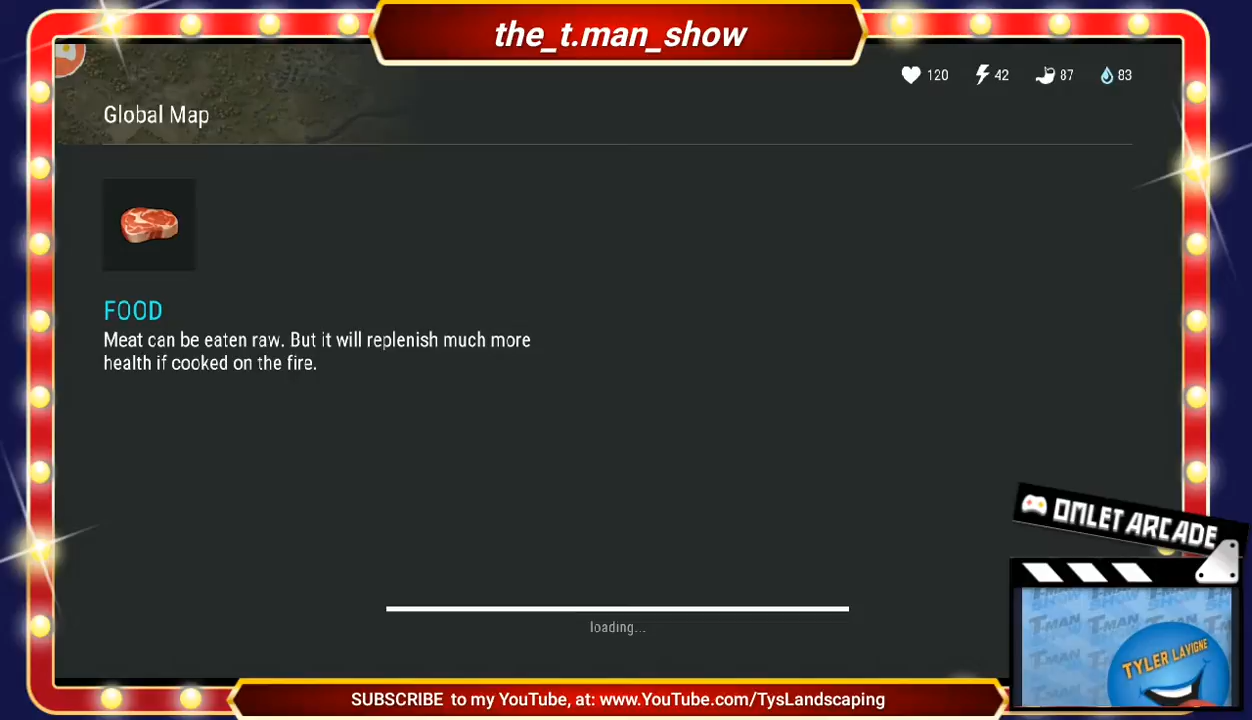 the_t.man_show
120 42 87 83
Global Map
FOOD
Meat can be eaten raw. But it will replenish much more
health if cooked on the fire.
loading...
OMLET ARCADE
TYLER LAVIGNE
SUBSCRIBE to my YouTube, at: www.YouTube.com/TysLandscaping